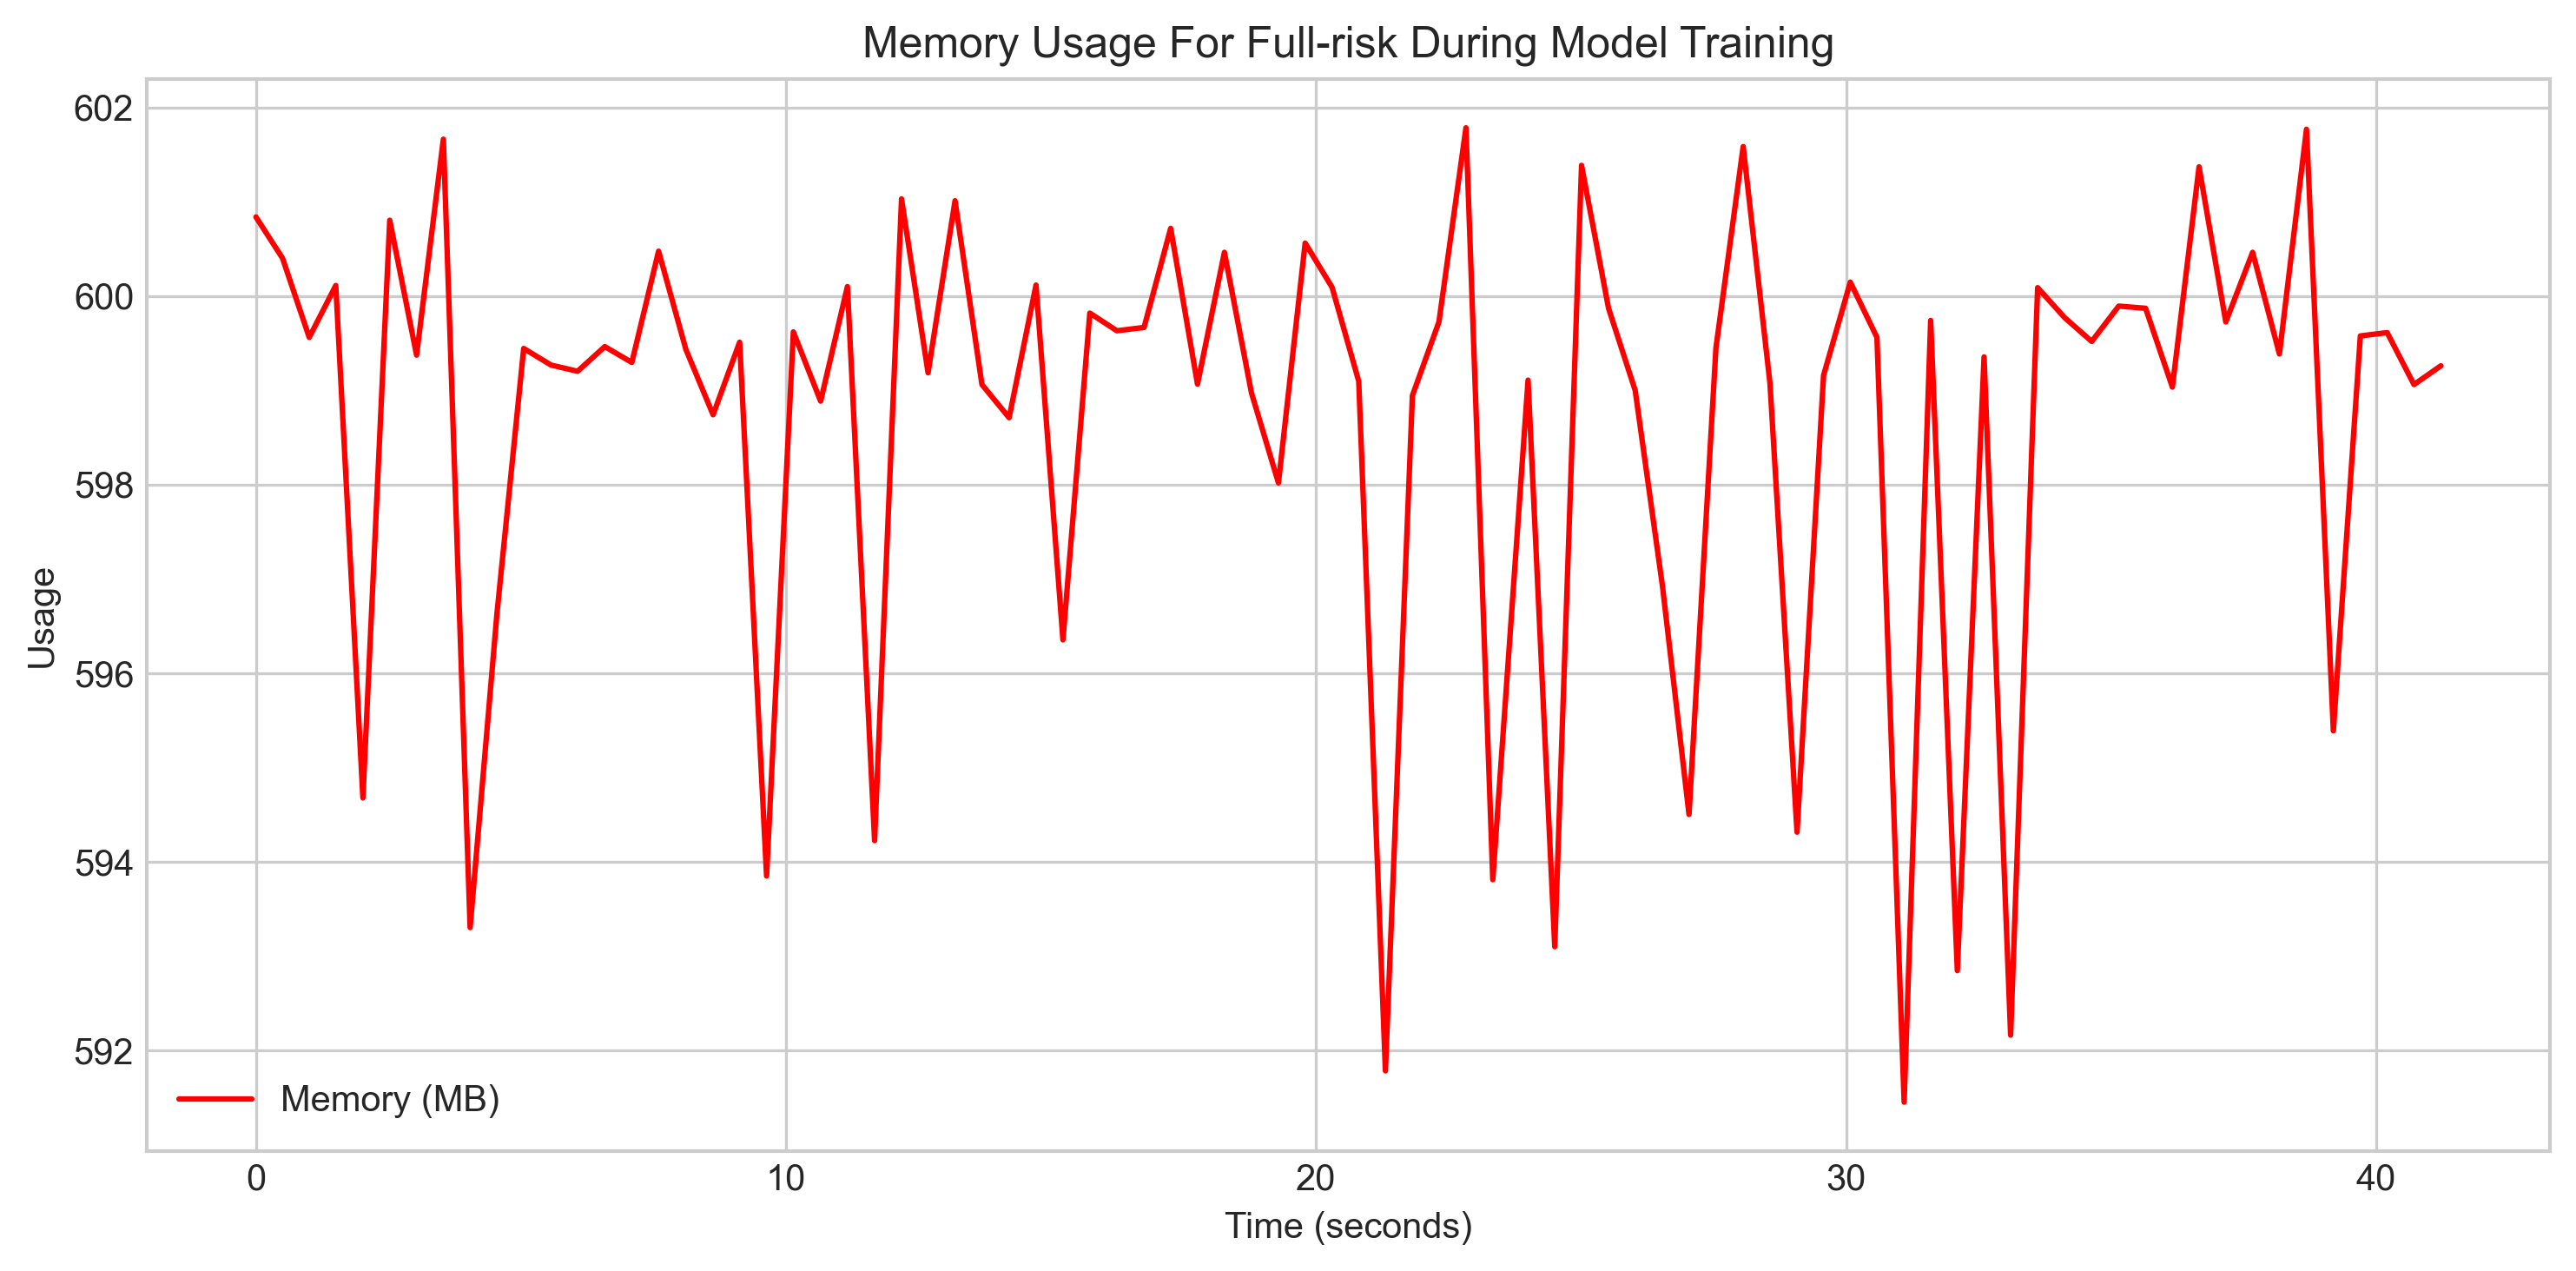 Memory Usage For Full-risk During Model Training
602
600
598
596
594
592
Usage
Memory (MB)
0 10 20 30 40
Time (seconds)